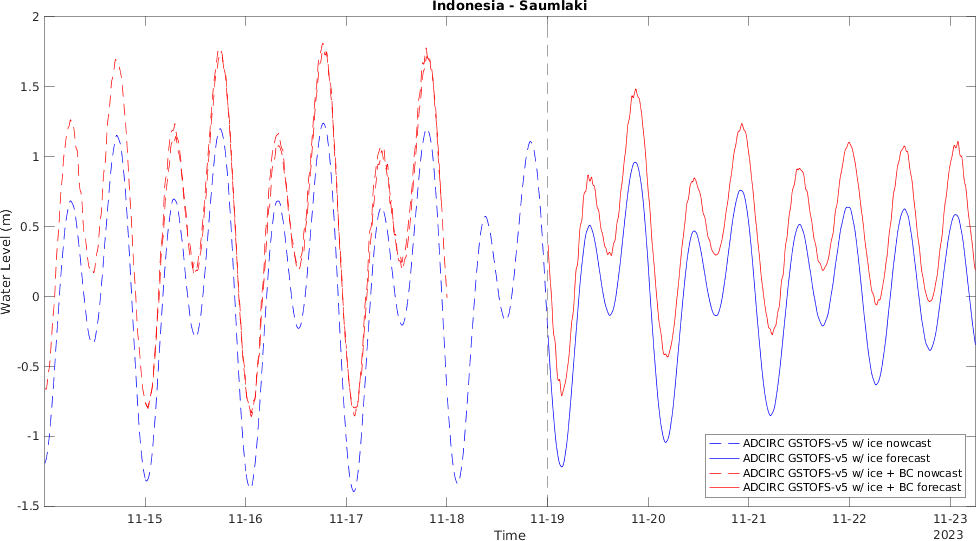 Indonesia - Saumlaki
Water Level (m)
2
1.5
1
0.5
0
-0.5
-1
-1.5
11-15
11-16
11-17
11-18
11-19
11-20
11-21
11-22
11-23
2023
Time
ADCIRC GSTOFS-v5 w/ ice nowcast
ADCIRC GSTOFS-v5 w/ ice forecast
ADCIRC GSTOFS-v5 w/ ice + BC nowcast
ADCIRC GSTOFS-v5 w/ ice + BC forecast